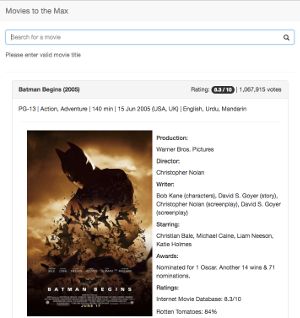 Movies to the Max
Search for a movie
Please enter valid movie title
Batman Begins (2005)
Rating: 8.3 / 10 | 1,067,915 votes
PG-13 | Action, Adventure | 140 min | 15 Jun 2005 (USA, UK) | English, Urdu, Mandarin
Production:
Warner Bros. Pictures
Director:
Christopher Nolan
Writer:
Bob Kane (characters), David S. Goyer (story),
Christopher Nolan (screenplay), David S. Goyer
(screenplay)
Starring:
Christian Bale, Michael Caine, Liam Neeson,
Katie Holmes
Awards:
Nominated for 1 Oscar. Another 14 wins & 71
nominations.
Ratings:
Internet Movie Database: 8.3/10
Rotten Tomatoes: 84%
BATMAN BEGINS
JUNE 15